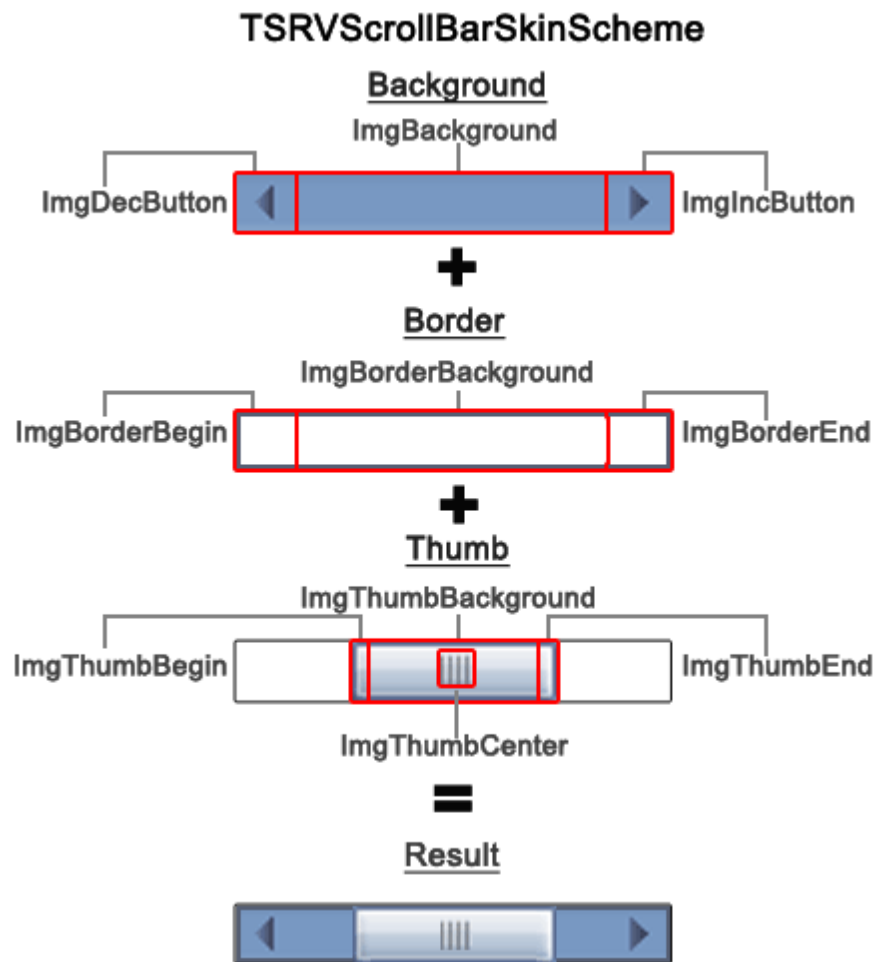 TSRVScrollBarSkinScheme
Background
ImgBackground
ImgDecButton
ImgIncButton
Border
ImgBorderBackground
ImgBorderBegin
ImgBorderEnd
Thumb
ImgThumbBackground
ImgThumbBegin
ImgThumbEnd
ImgThumbCenter
Result